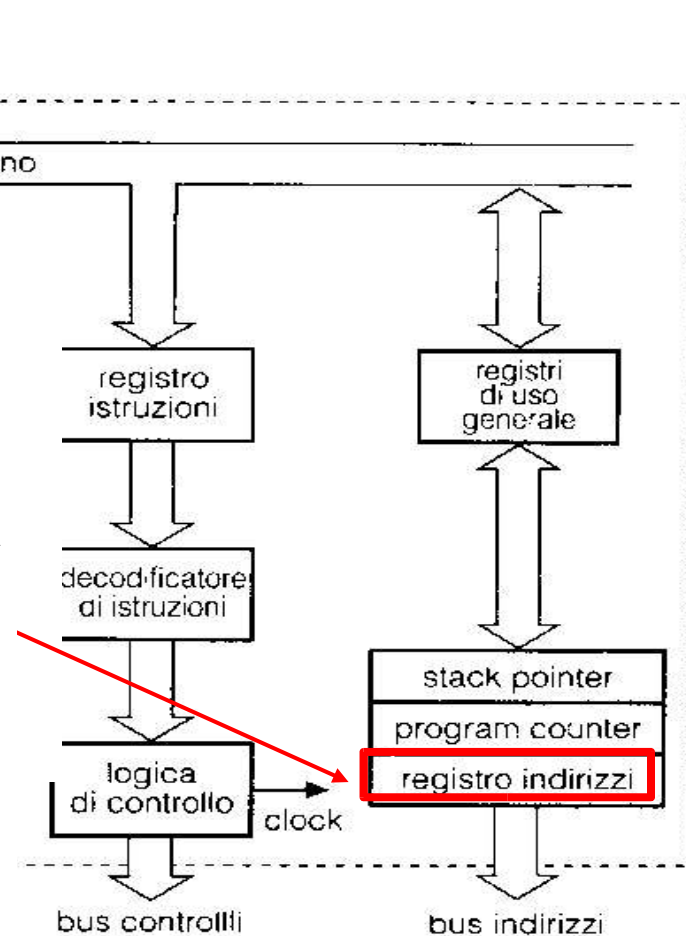 no
registro
istruzioni
registri
di uso
generale
decodificatore
di istruzioni
stack pointer
program counter
registro indirizzi
logica
di controllo
clock
bus controllli
bus indirizzi